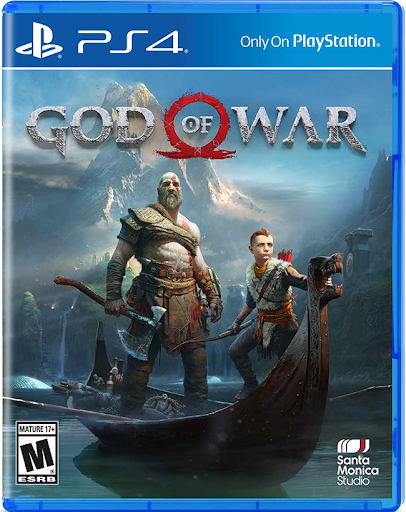 PS4
Only On PlayStation®
GOD OF WAR
MATURE 17+
M
ESRB
Santa
Monica
Studio